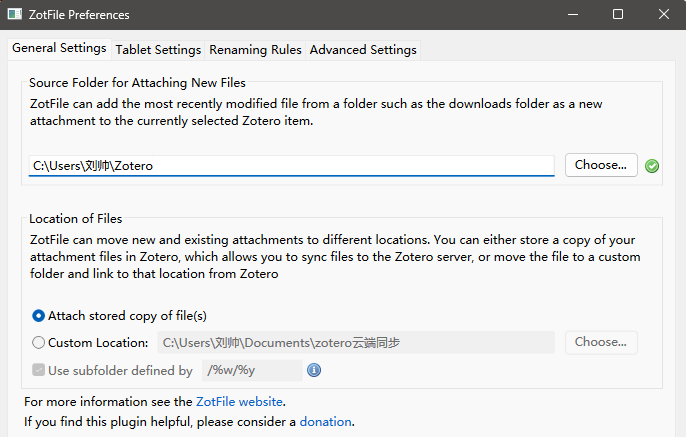 ZotFile Preferences
General Settings Tablet Settings Renaming Rules Advanced Settings
Source Folder for Attaching New Files
ZotFile can add the most recently modified file from a folder such as the downloads folder as a new
attachment to the currently selected Zotero item.
C:\Users\刘帅\Zotero Choose...
Location of Files
ZotFile can move new and existing attachments to different locations. You can either store a copy of your
attachment files in Zotero, which allows you to sync files to the Zotero server, or move the file to a custom
folder and link to that location from Zotero
Attach stored copy of file(s)
Custom Location: C:\Users\刘帅\Documents\zotero云端同步 Choose...
Use subfolder defined by /%w/%y
For more information see the ZotFile website.
If you find this plugin helpful, please consider a donation.